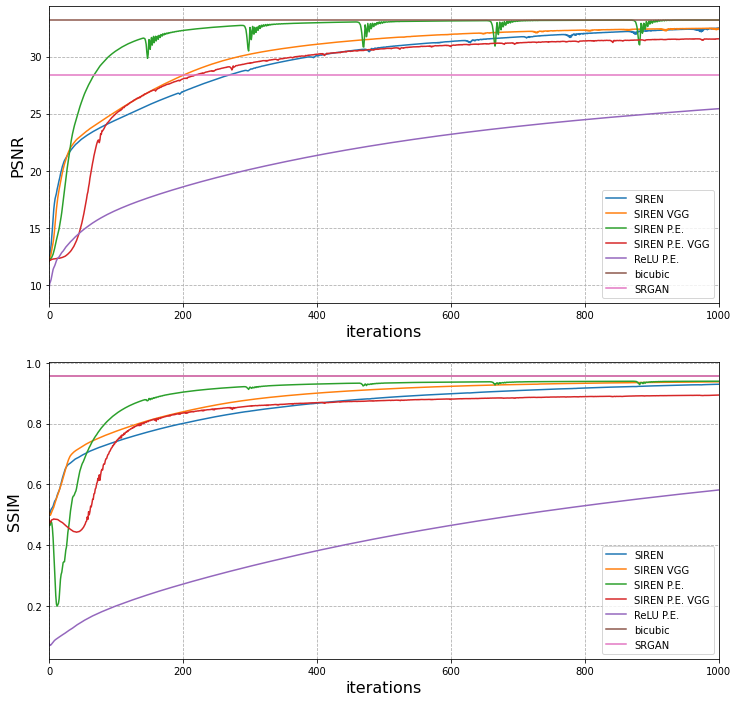 PSNR
30
25
20
15
10
SIREN
SIREN VGG
SIREN P.E.
SIREN P.E. VGG
ReLU P.E.
bicubic
SRGAN
0 200 400 600 800 1000
iterations
SSIM
1.0
0.8
0.6
0.4
0.2
SIREN
SIREN VGG
SIREN P.E.
SIREN P.E. VGG
ReLU P.E.
bicubic
SRGAN
0 200 400 600 800 1000
iterations